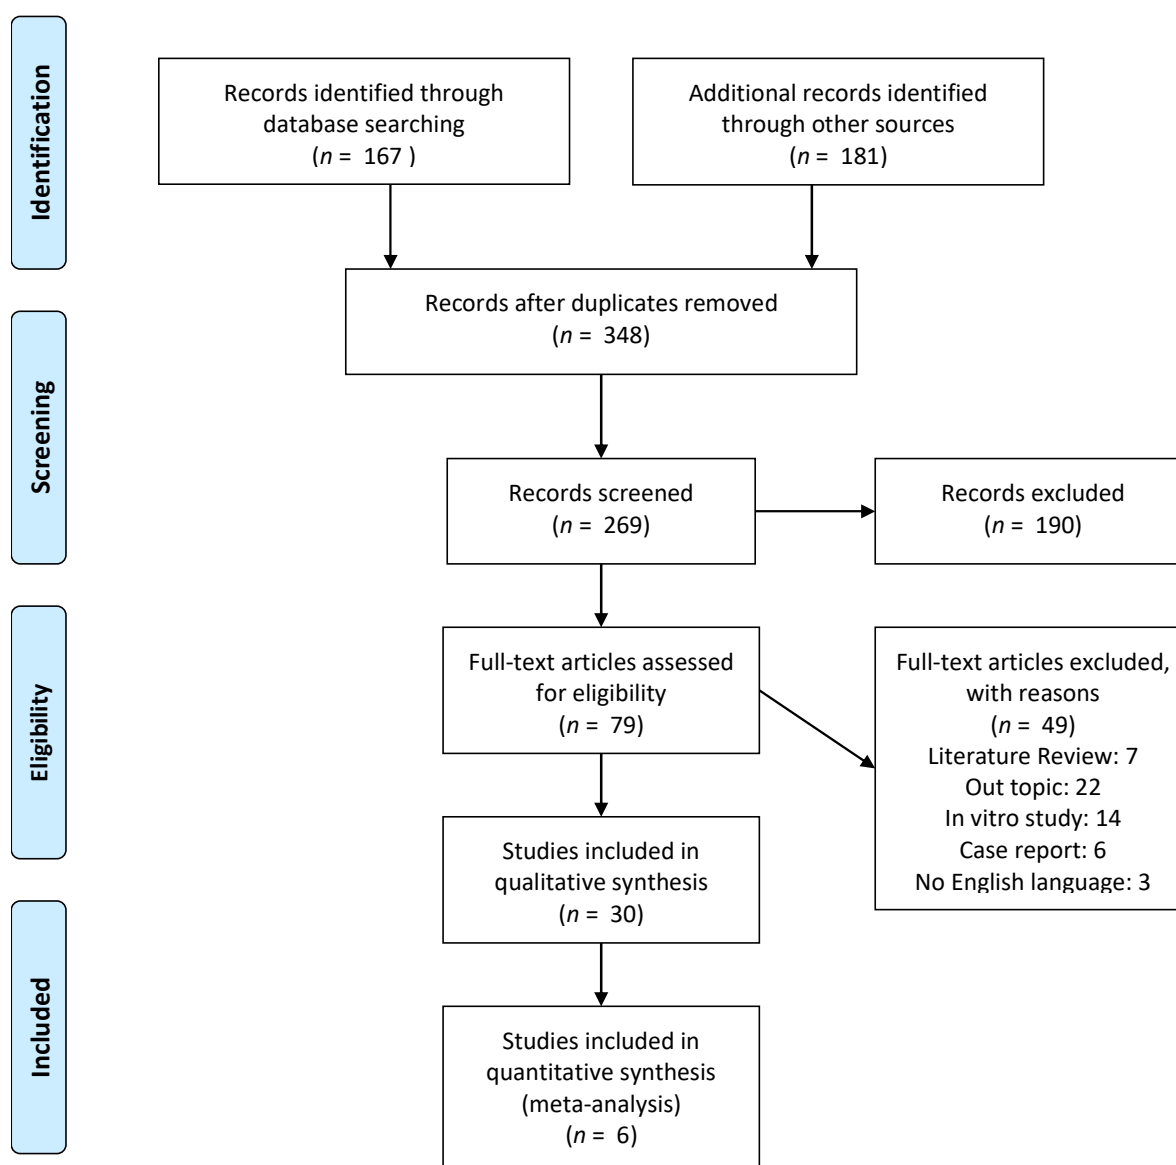 Identification
Records identified through
database searching
(n = 167 )
Additional records identified
through other sources
(n = 181)
Records after duplicates removed
(n = 348)
Screening
Records screened
(n = 269)
Records excluded
(n = 190)
Eligibility
Full-text articles assessed
for eligibility
(n = 79)
Full-text articles excluded,
with reasons
(n = 49)
Literature Review: 7
Out topic: 22
In vitro study: 14
Case report: 6
No English language: 3
Studies included in
qualitative synthesis
(n = 30)
Included
Studies included in
quantitative synthesis
(meta-analysis)
(n = 6)